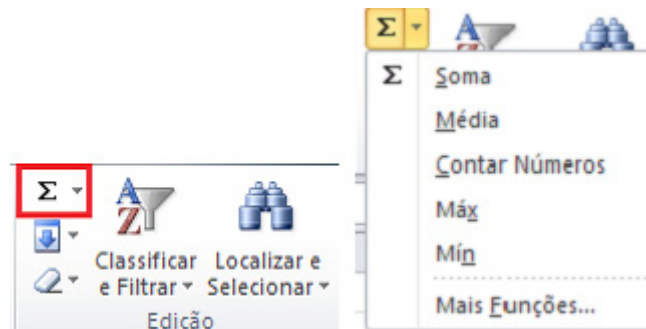 Σ
Classificar e Filtrar
Localizar e Selecionar
Edição
Σ
Σ Soma
Média
Contar Números
Máx
Mín
Mais Funções...